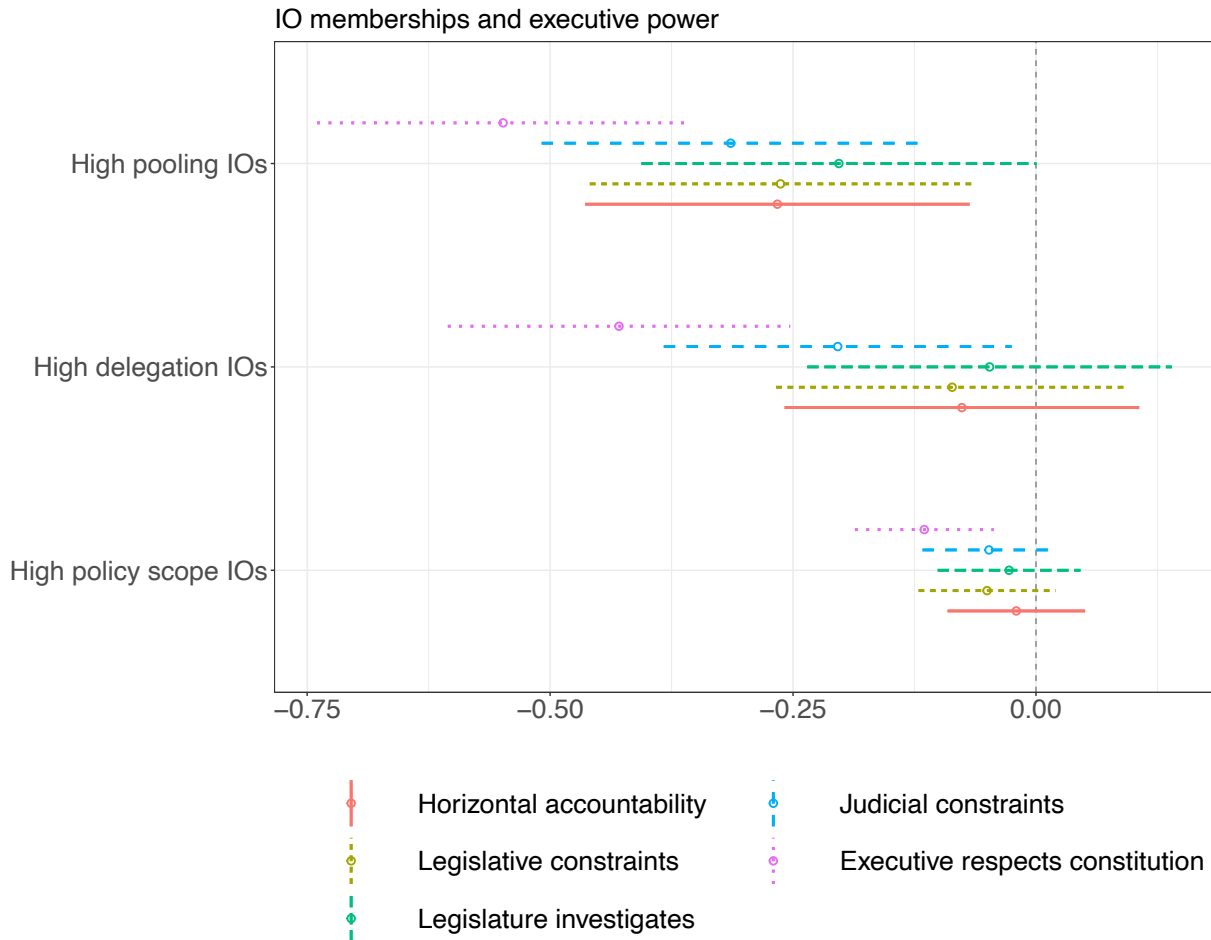 IO memberships and executive power
High pooling IOs
High delegation IOs
High policy scope IOs
−0.75 −0.50 −0.25 0.00
Horizontal accountability Judicial constraints
Legislative constraints Executive respects constitution
Legislature investigates